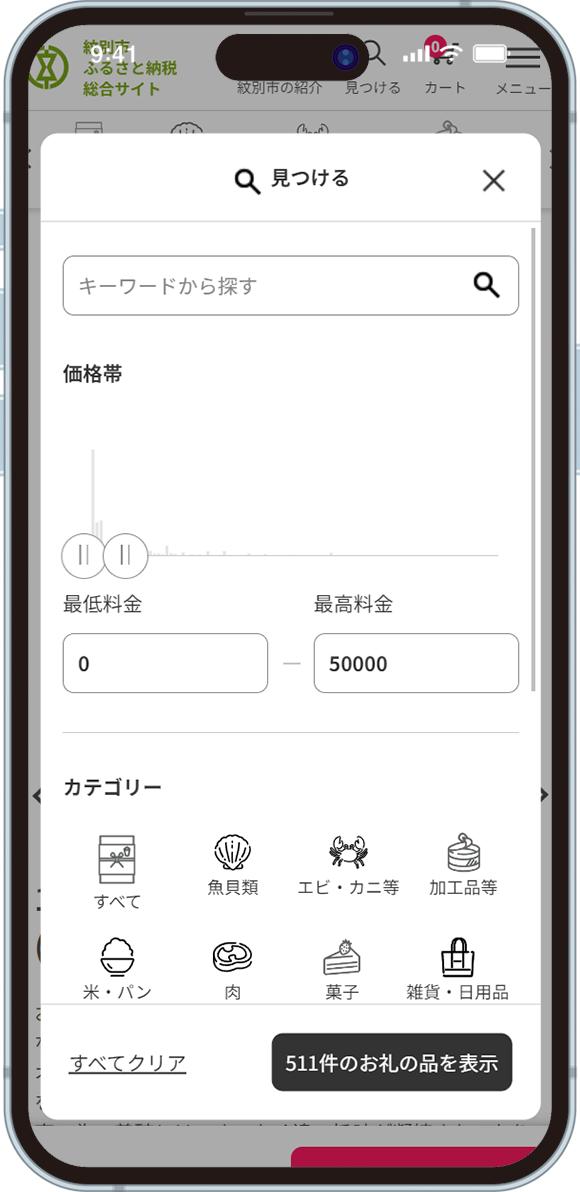 9:41
紋別市
ふるさと納税
総合サイト
0
紋別市の紹介
見つける
カート
メニュー
見つける
キーワードから探す
価格帯
最低料金
最高料金
0
50000
カテゴリー
すべて
魚貝類
エビ・カニ等
加工品等
米・パン
肉
菓子
雑貨・日用品
すべてクリア
511件のお礼の品を表示